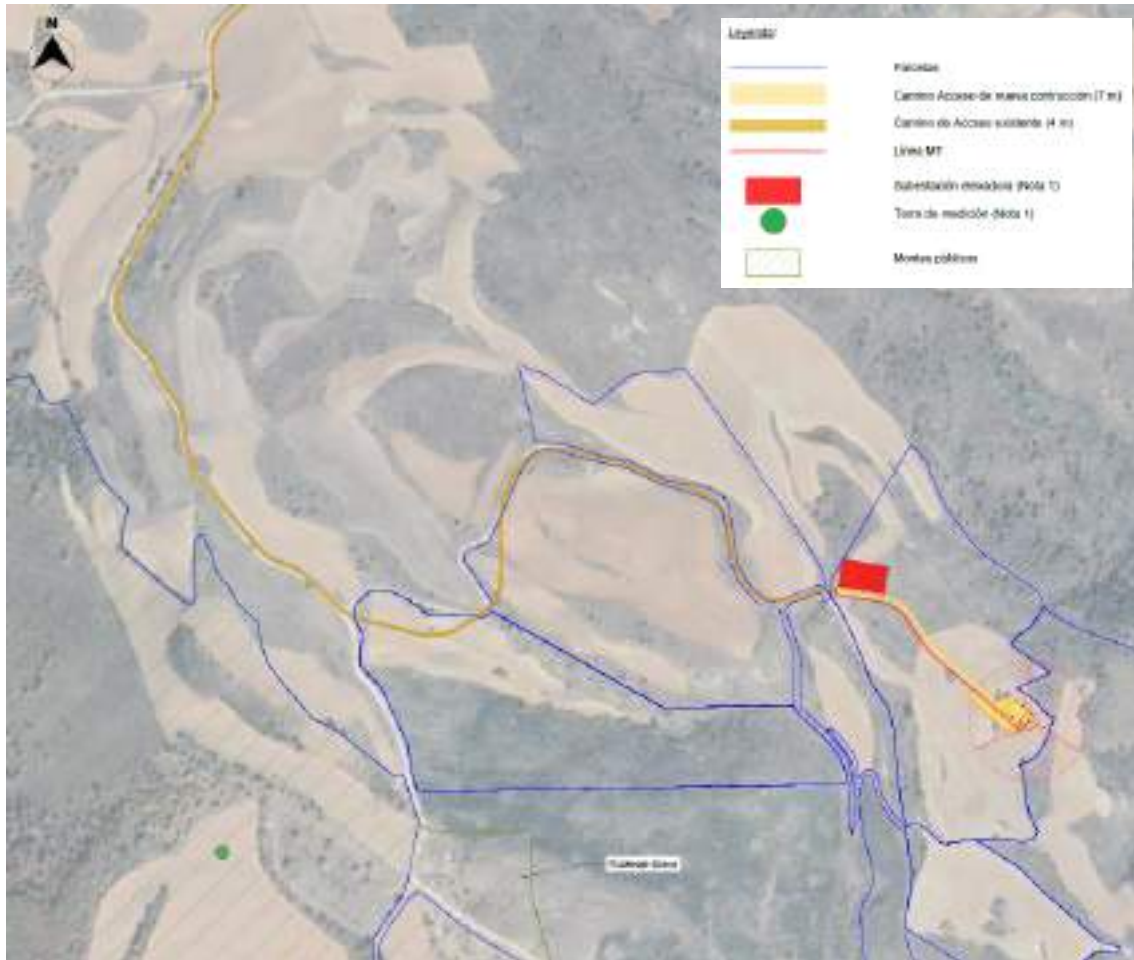 N
Leyenda
Parcelas
Camino Acceso de nueva contrucción (7 m)
Camino de Acceso existente (4 m)
Línea MT
Subestación elevadora (Nota 1)
Torre de medición (Nota 1)
Montes públicos